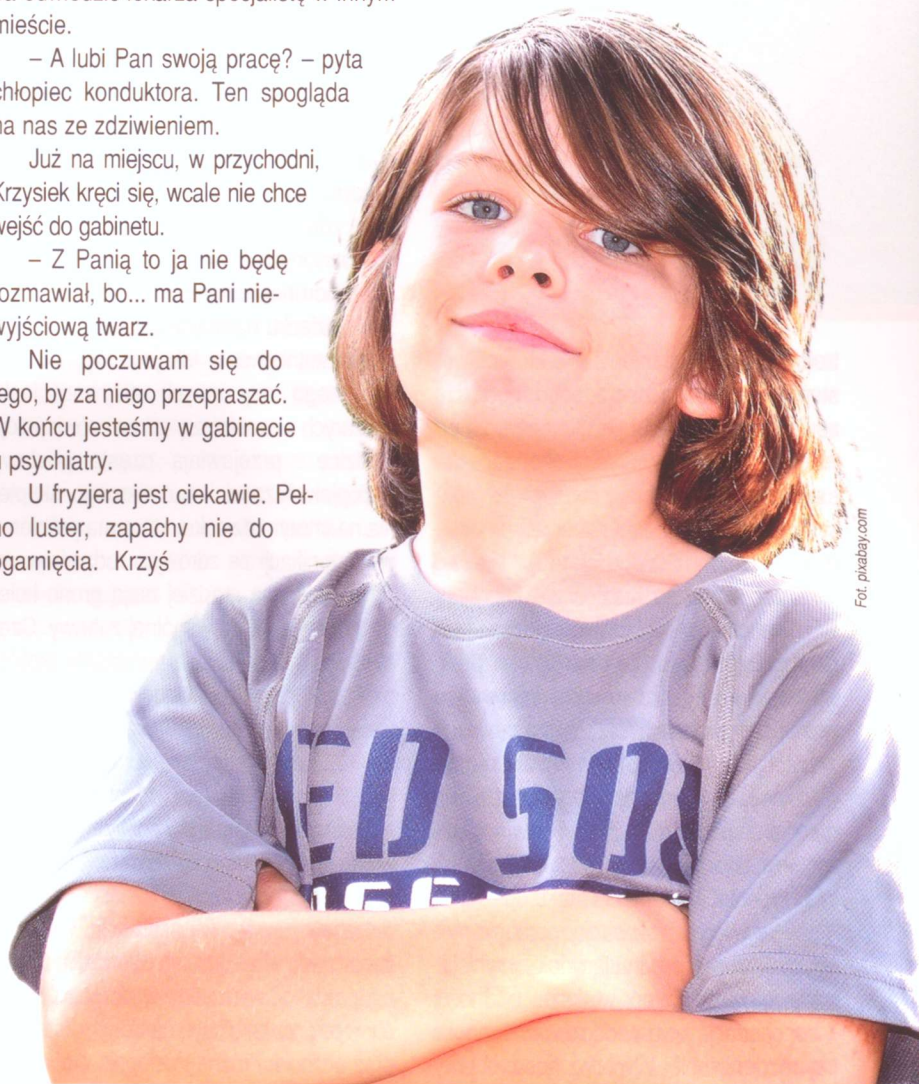 mieście.
– A lubi Pan swoją pracę? – pyta
chłopiec konduktora. Ten spogląda
na nas ze zdziwieniem.
Już na miejscu, w przychodni,
Krzysiek kręci się, wcale nie chce
wejść do gabinetu.
– Z Panią to ja nie będę
rozmawiał, bo... ma Pani nie-
wyjściową twarz.
Nie poczuwam się do
tego, by za niego przepraszać.
W końcu jesteśmy w gabinecie
u psychiatry.
U fryzjera jest ciekawie. Peł-
no luster, zapachy nie do
ogarnięcia. Krzyś
Fot. pixabay.com
ED SOX